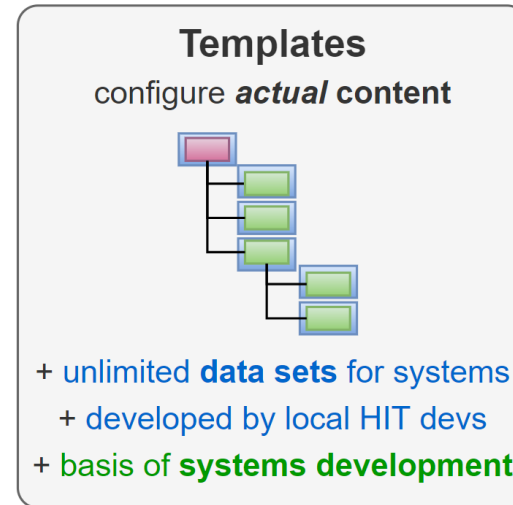 Templates
configure actual content
+ unlimited data sets for systems
+ developed by local HIT devs
+ basis of systems development